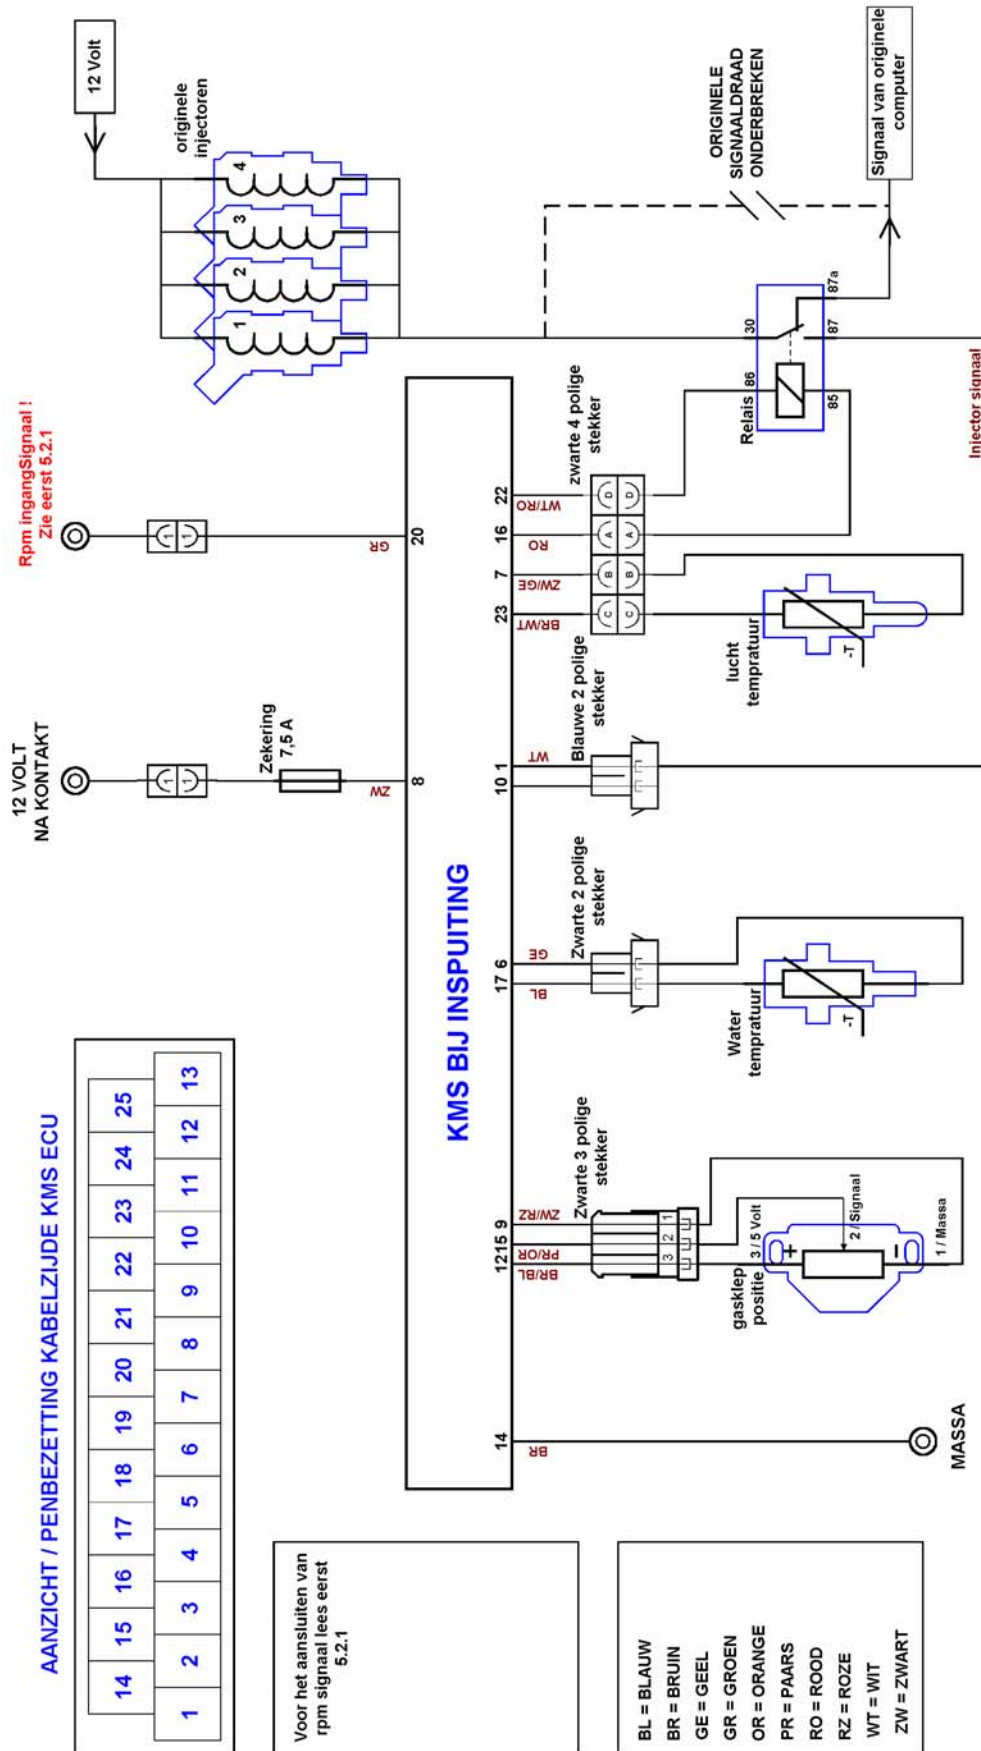 AANZICHT / PENBEZETTING KABELZIJDE KMS ECU
14 15 16 17 18 19 20 21 22 23 24 25
1 2 3 4 5 6 7 8 9 10 11 12 13
12 VOLT
NA KONTAKT
1
1
Zekering
7,5 A
ZW
Rpm ingangSignaal !
Zie eerst 5.2.1
1
1
GR
12 Volt
originele
injectoren
1
2
3
4
Voor het aansluiten van
rpm signaal lees eerst
5.2.1
KMS BIJ INSPUITING
8
20
14
12
15
9
17
6
10
1
23
7
16
22
BR
BR/BL
PR/OR
ZW/RZ
BL
GE
WT
BR/WT
ZW/GE
RO
WT/RO
Zwarte 3 polige
stekker
3
2
1
Zwarte 2 polige
stekker
Blauwe 2 polige
stekker
zwarte 4 polige
stekker
C
B
A
D
C
B
A
D
ORIGINELE
SIGNAALDRAAD
ONDERBREKEN
BL = BLAUW
BR = BRUIN
GE = GEEL
GR = GROEN
OR = ORANGE
PR = PAARS
RO = ROOD
RZ = ROZE
WT = WIT
ZW = ZWART
MASSA
gasklep
positie
3 / 5 Volt
+
2 / Signaal
–
1 / Massa
Water
tempratuur
-T
lucht
tempratuur
-T
Relais
86
30
85
87
87a
Signaal van originele
computer
Injector signaal